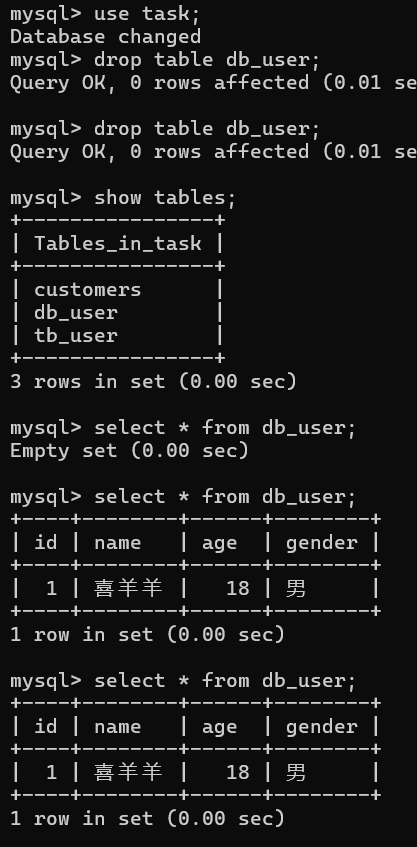 mysql> use task;
Database changed
mysql> drop table db_user;
Query OK, 0 rows affected (0.01 se
mysql> drop table db_user;
Query OK, 0 rows affected (0.01 se
mysql> show tables;
+----------------+
| Tables_in_task |
+----------------+
| customers      |
| db_user        |
| tb_user        |
+----------------+
3 rows in set (0.00 sec)
mysql> select * from db_user;
Empty set (0.00 sec)
mysql> select * from db_user;
+----+--------+------+--------+
| id | name   | age  | gender |
+----+--------+------+--------+
|  1 | 喜羊羊 |   18 | 男     |
+----+--------+------+--------+
1 row in set (0.00 sec)
mysql> select * from db_user;
+----+--------+------+--------+
| id | name   | age  | gender |
+----+--------+------+--------+
|  1 | 喜羊羊 |   18 | 男     |
+----+--------+------+--------+
1 row in set (0.00 sec)